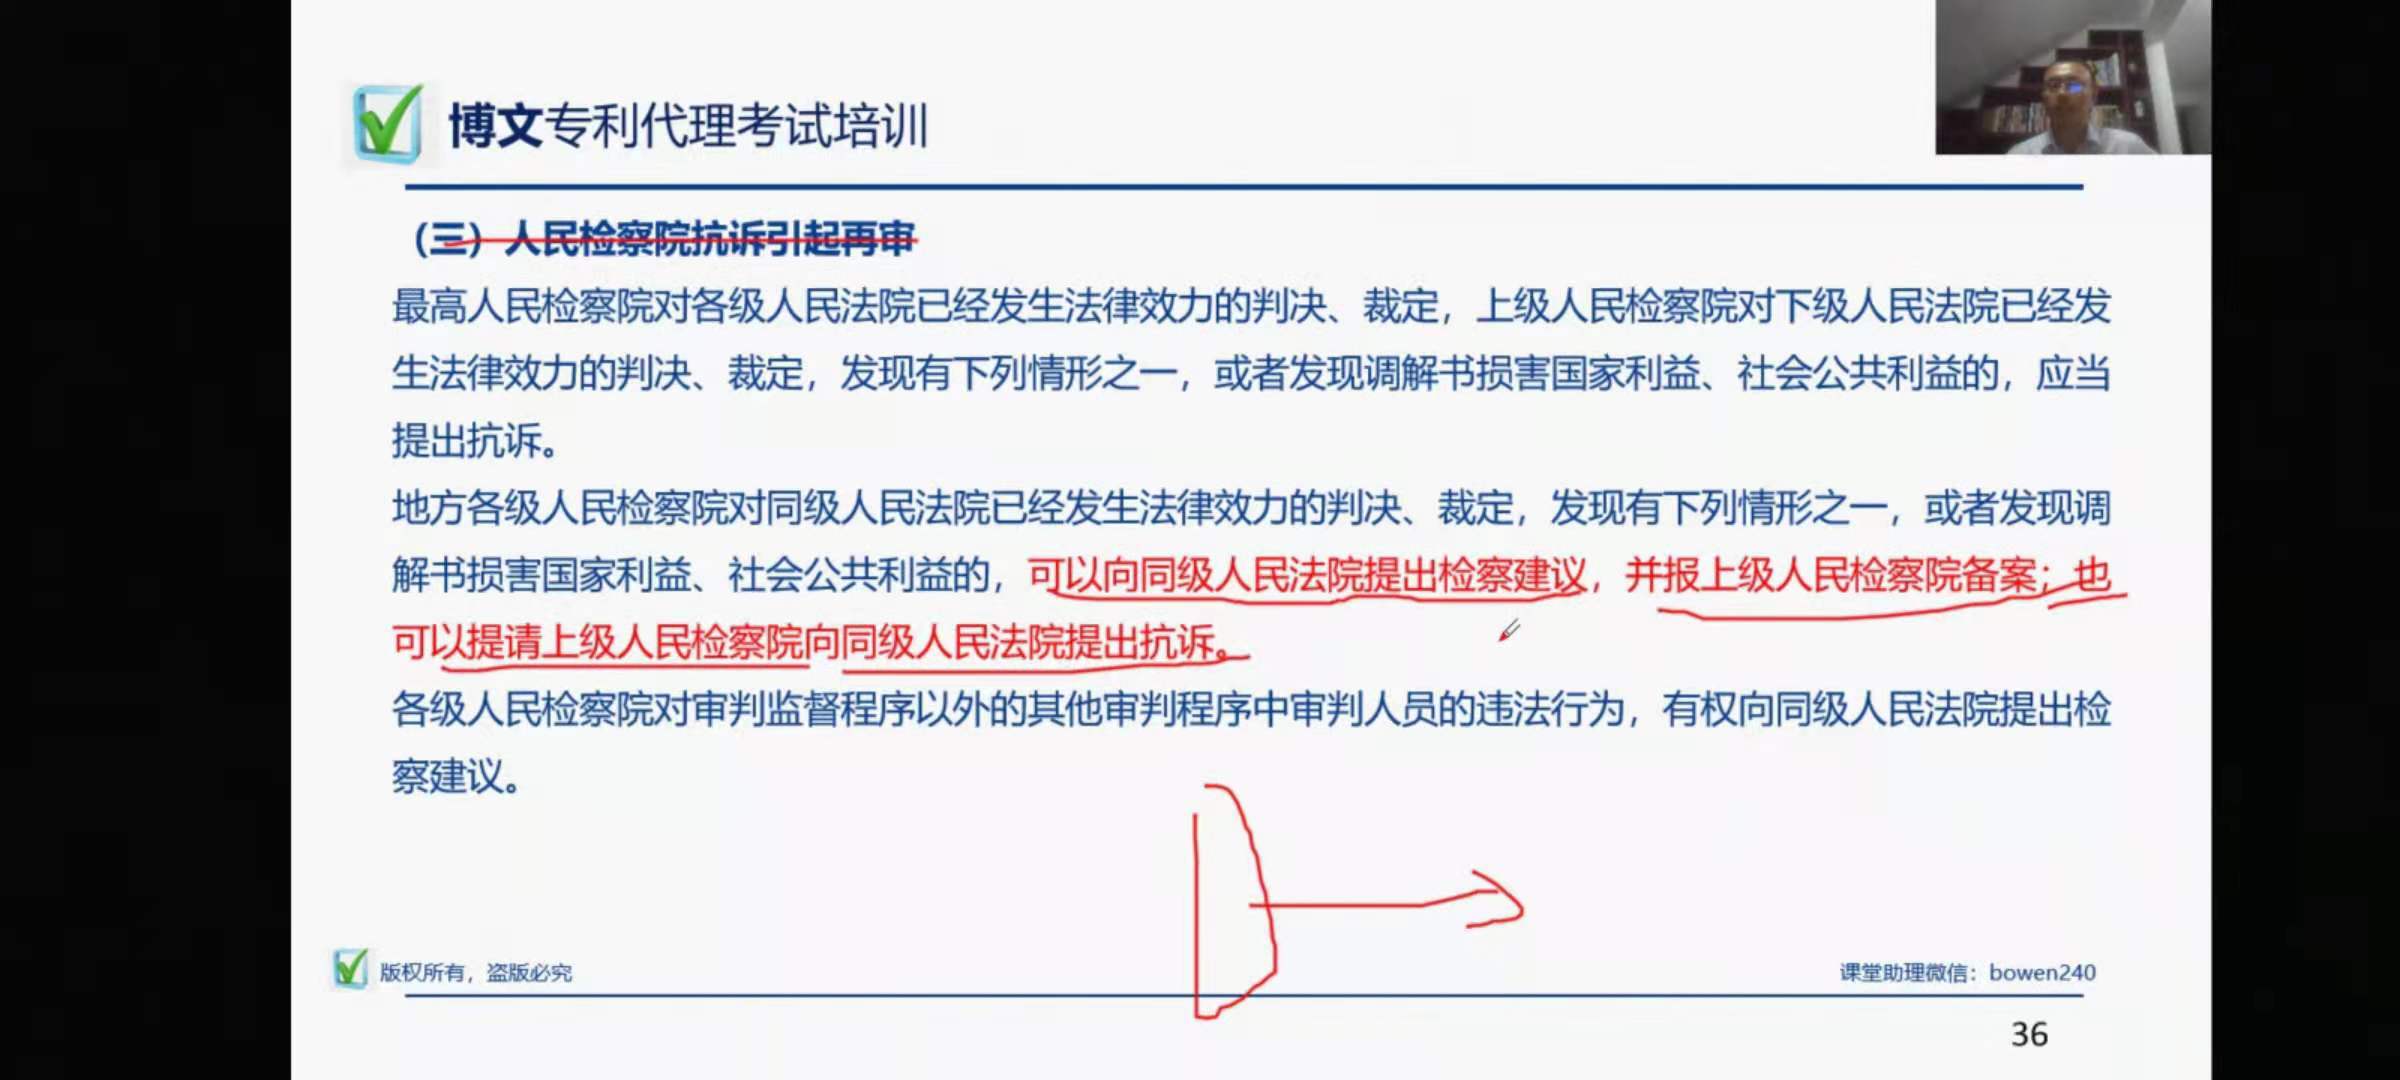 博文专利代理考试培训
（三）人民检察院抗诉引起再审
最高人民检察院对各级人民法院已经发生法律效力的判决、裁定，上级人民检察院对下级人民法院已经发
生法律效力的判决、裁定，发现有下列情形之一，或者发现调解书损害国家利益、社会公共利益的，应当
提出抗诉。
地方各级人民检察院对同级人民法院已经发生法律效力的判决、裁定，发现有下列情形之一，或者发现调
解书损害国家利益、社会公共利益的，可以向同级人民法院提出检察建议，并报上级人民检察院备案；也
可以提请上级人民检察院向同级人民法院提出抗诉。
各级人民检察院对审判监督程序以外的其他审判程序中审判人员的违法行为，有权向同级人民法院提出检
察建议。
版权所有，盗版必究
课堂助理微信：bowen240
36